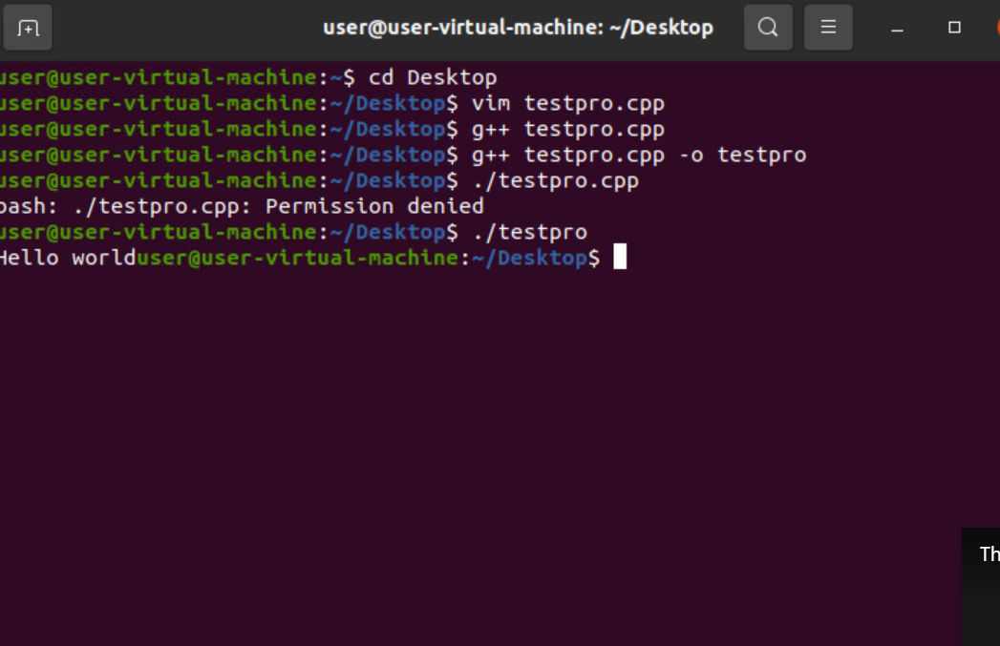 user@user-virtual-machine: ~/Desktop
user@user-virtual-machine:~$ cd Desktop
user@user-virtual-machine:~/Desktop$ vim testpro.cpp
user@user-virtual-machine:~/Desktop$ g++ testpro.cpp
user@user-virtual-machine:~/Desktop$ g++ testpro.cpp -o testpro
user@user-virtual-machine:~/Desktop$ ./testpro.cpp
bash: ./testpro.cpp: Permission denied
user@user-virtual-machine:~/Desktop$ ./testpro
Hello worlduser@user-virtual-machine:~/Desktop$
Th